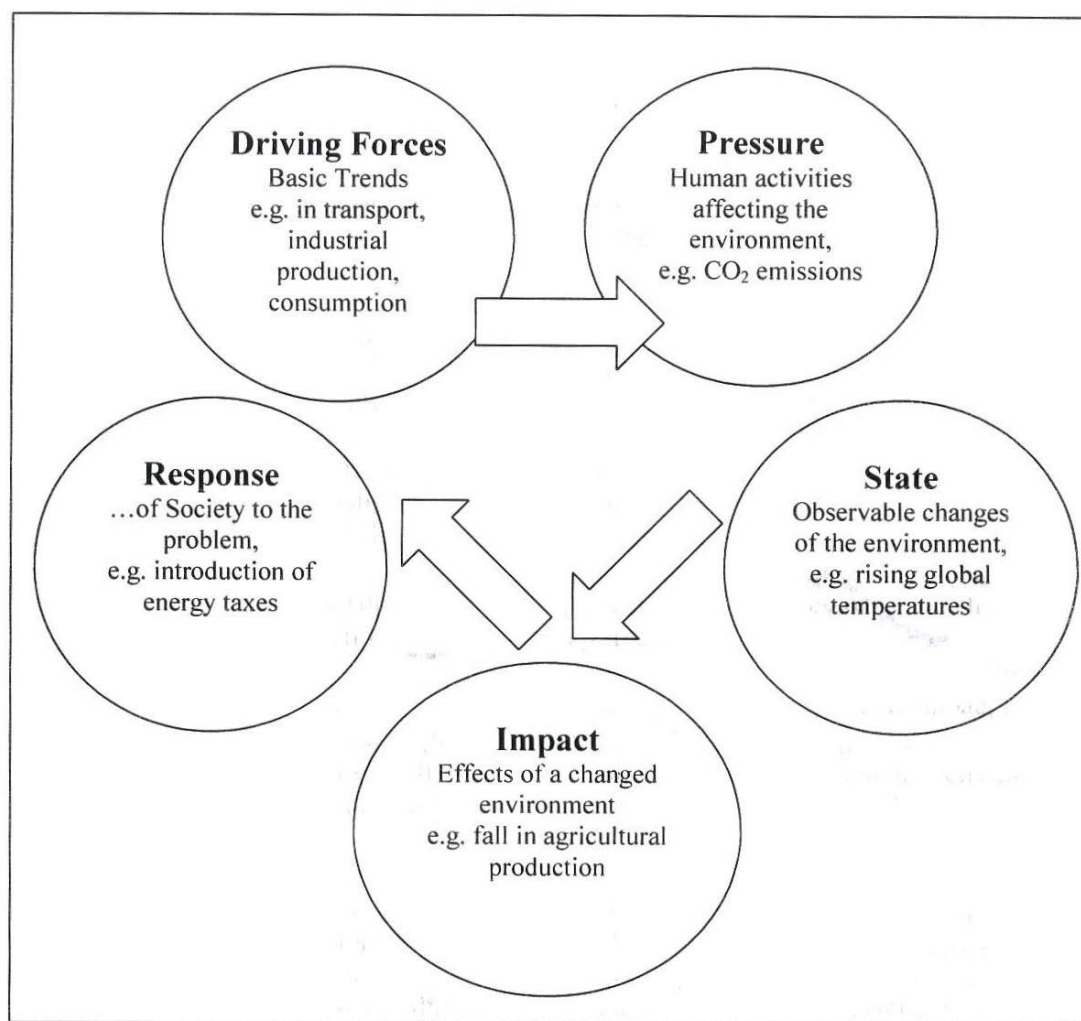 Driving Forces
Basic Trends
e.g. in transport,
industrial
production,
consumption
Pressure
Human activities
affecting the
environment,
e.g. CO₂ emissions
Response
…of Society to the
problem,
e.g. introduction of
energy taxes
State
Observable changes
of the environment,
e.g. rising global
temperatures
Impact
Effects of a changed
environment
e.g. fall in agricultural
production